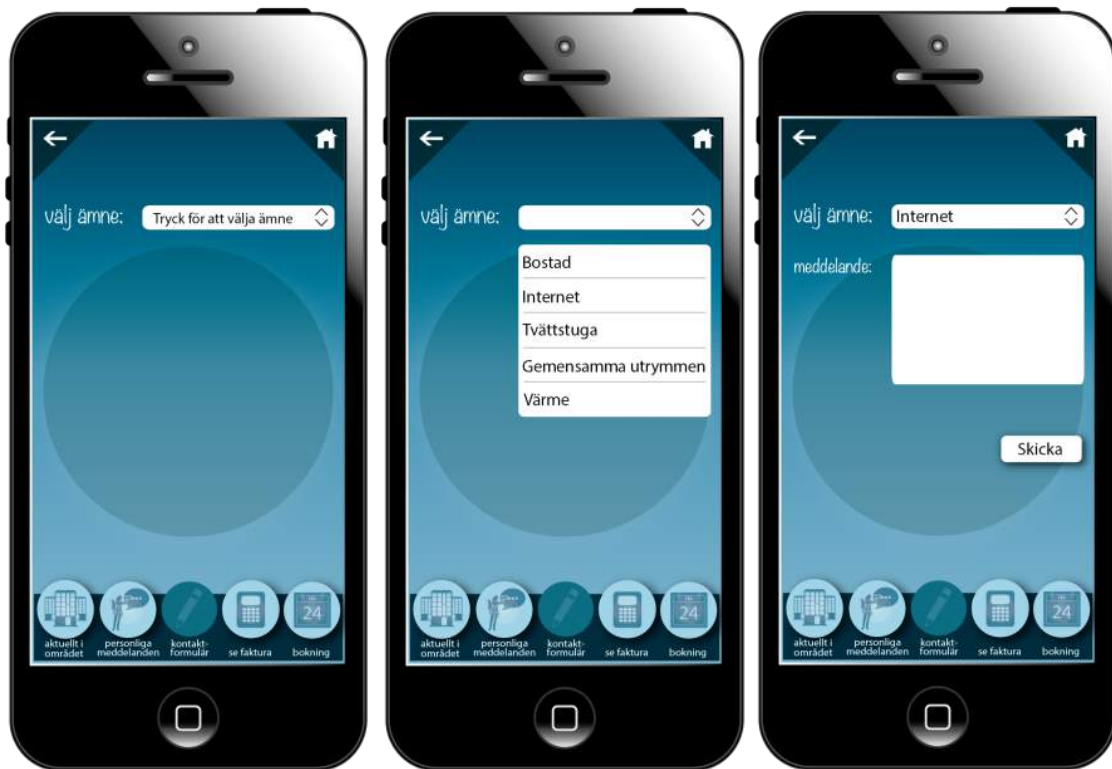 välj ämne: Tryck för att välja ämne
aktuellt i
området
personliga
meddelanden
kontakt-
formulär
se faktura
24
bokning
välj ämne:
Bostad
Internet
Tvättstuga
Gemensamma utrymmen
Värme
aktuellt i
området
personliga
meddelanden
kontakt-
formulär
se faktura
24
bokning
välj ämne: Internet
meddelande:
Skicka
aktuellt i
området
personliga
meddelanden
kontakt-
formulär
se faktura
24
bokning